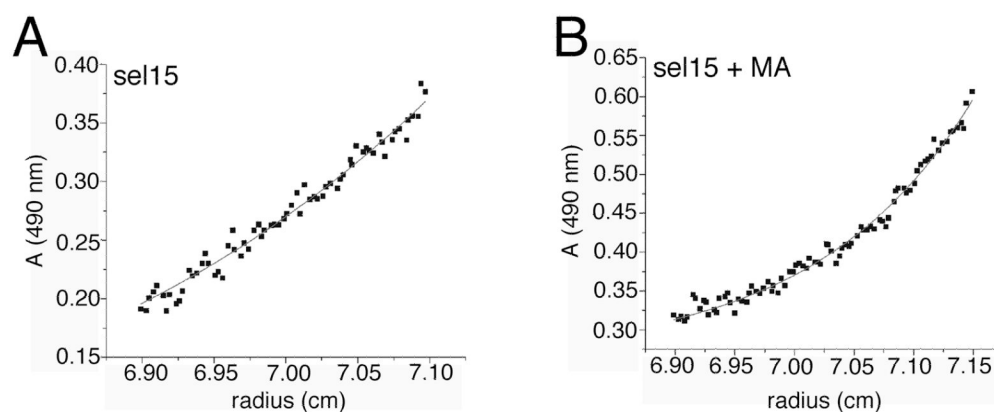 A
sel15
A (490 nm)
0.40
0.35
0.30
0.25
0.20
0.15
6.90 6.95 7.00 7.05 7.10
radius (cm)
B
sel15 + MA
A (490 nm)
0.65
0.60
0.55
0.50
0.45
0.40
0.35
0.30
6.90 6.95 7.00 7.05 7.10 7.15
radius (cm)